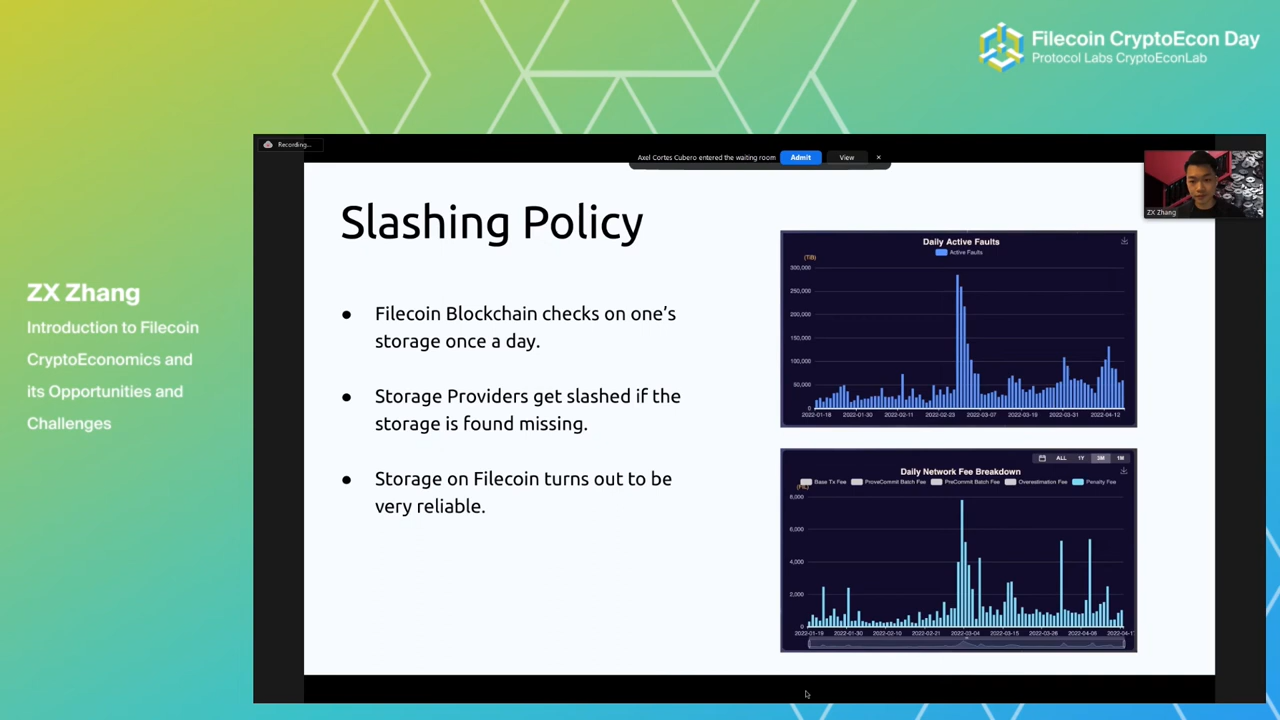 Filecoin CryptoEcon Day
Protocol Labs CryptoEconLab
Recording...
Axel Cortes Cubero entered the waiting room
Admit
View
×
ZX Zhang
Slashing Policy
● Filecoin Blockchain checks on one's
storage once a day.
● Storage Providers get slashed if the
storage is found missing.
● Storage on Filecoin turns out to be
very reliable.
ZX Zhang
Introduction to Filecoin
CryptoEconomics and
its Opportunities and
Challenges
Daily Active Faults
Active Faults
(TiB)
300,000
250,000
200,000
150,000
100,000
50,000
0
2022-01-18 2022-01-30 2022-02-11 2022-02-23 2022-03-07 2022-03-19 2022-03-31 2022-04-12
ALL 1Y 3M 1M
Daily Network Fee Breakdown
Base Tx Fee ProveCommit Batch Fee PreCommit Batch Fee Overestimation Fee Penalty Fee
(FIL)
8,000
6,000
4,000
2,000
0
2022-01-19 2022-01-30 2022-02-10 2022-02-21 2022-03-04 2022-03-15 2022-03-26 2022-04-06 2022-04-1